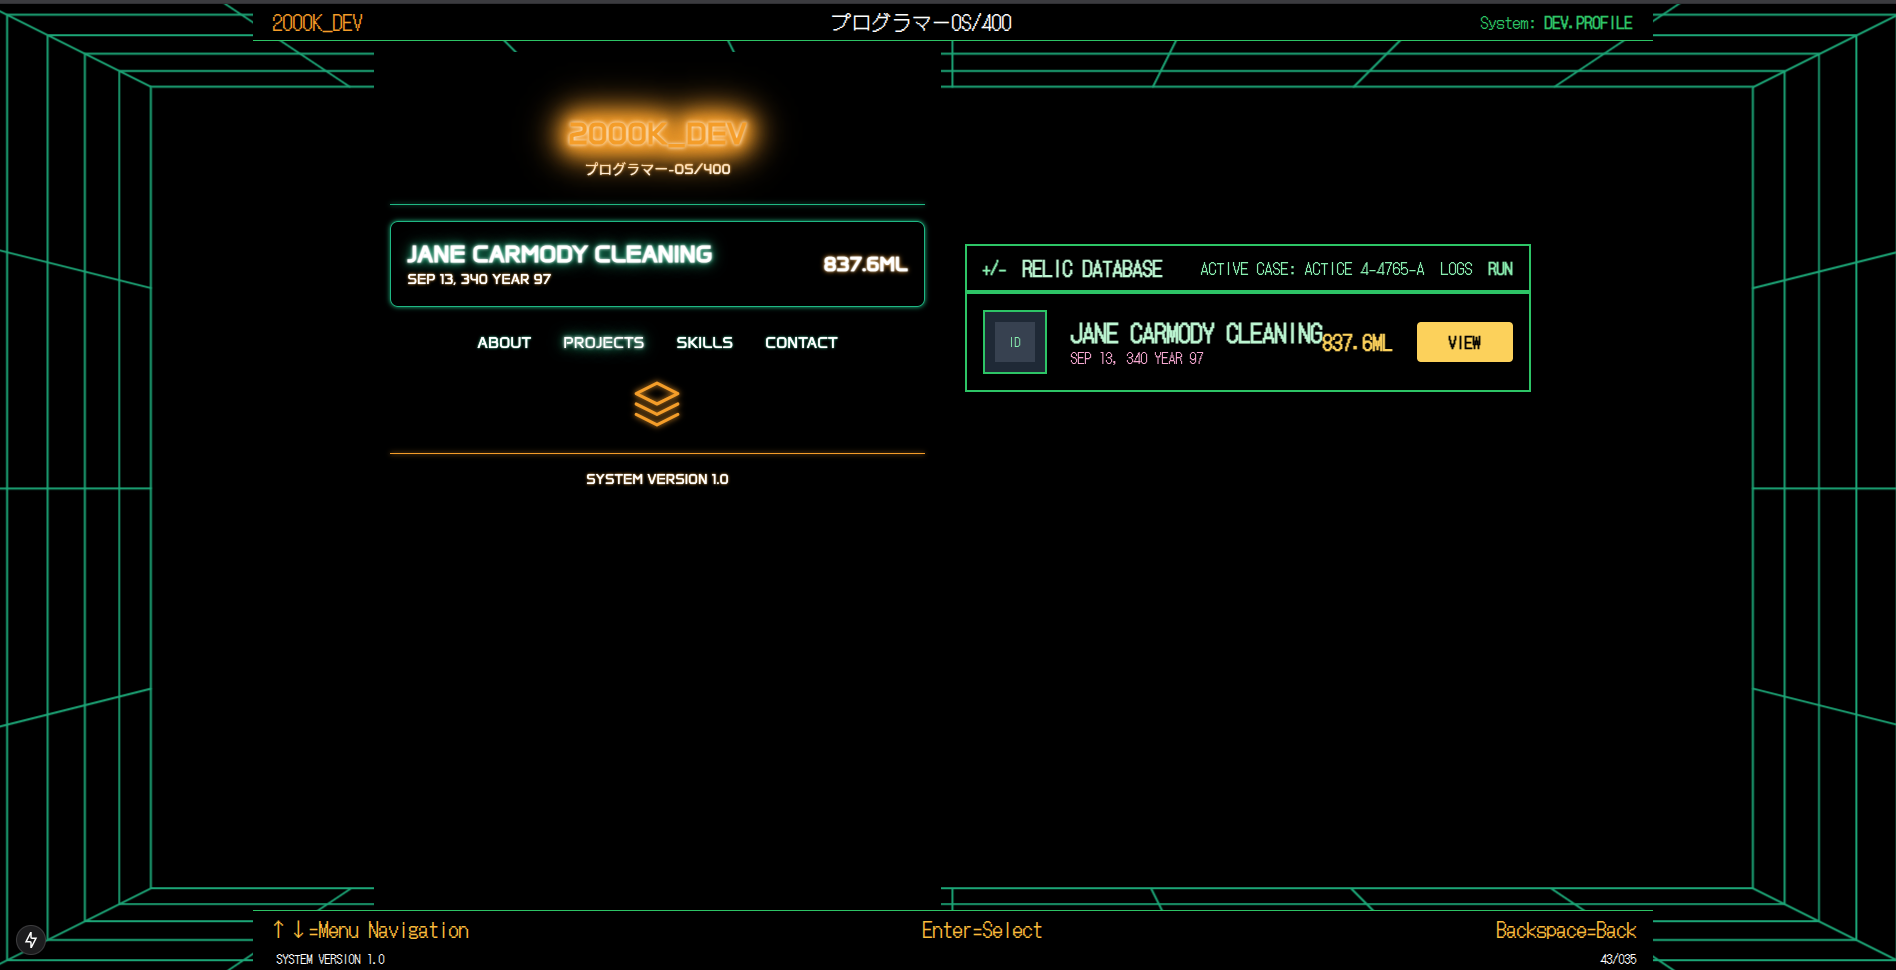 2000K_DEV
プログラマーOS/400
System: DEV.PROFILE
2000K_DEV
プログラマー-OS/400
JANE CARMODY CLEANING
SEP 13, 340 YEAR 97
837.6ML
ABOUT PROJECTS SKILLS CONTACT
SYSTEM VERSION 1.0
+/- RELIC DATABASE ACTIVE CASE: ACTICE 4-4765-A LOGS RUN
ID
JANE CARMODY CLEANING
SEP 13, 340 YEAR 97
837.6ML
VIEW
↑↓=Menu Navigation
Enter=Select
Backspace=Back
SYSTEM VERSION 1.0
43/035